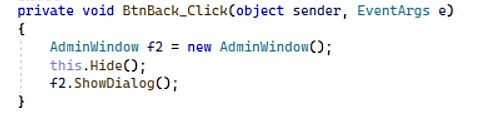 private void BtnBack_Click(object sender, EventArgs e)
{
AdminWindow f2 = new AdminWindow();
this.Hide();
f2.ShowDialog();
}